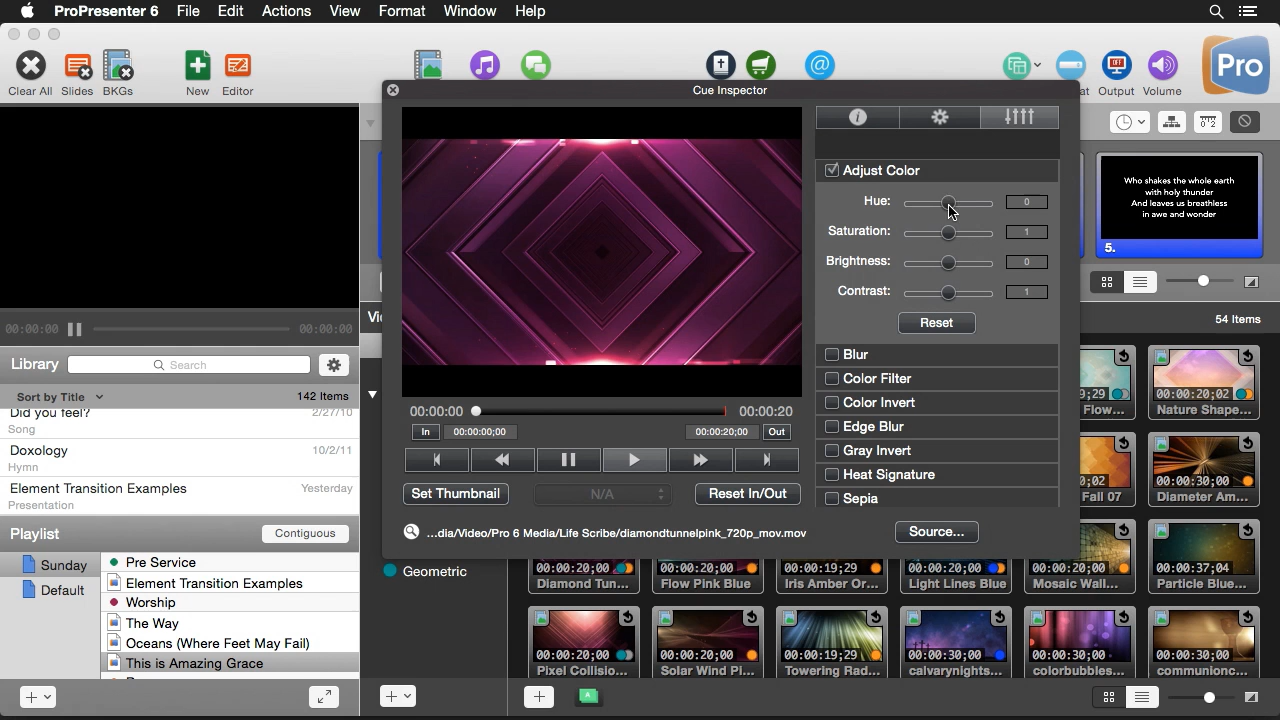 ProPresenter 6 File Edit Actions View Format Window Help
Clear All Slides BKGs New Editor Output Volume
Pro
Cue Inspector
Adjust Color
Hue: 0
Saturation: 1
Brightness: 0
Contrast: 1
Reset
Blur
Color Filter
Color Invert
Edge Blur
Gray Invert
Heat Signature
Sepia
00:00:00 00:00:20
In 00:00:00;00 00:00:20;00 Out
Set Thumbnail N/A Reset In/Out
...dia/Video/Pro 6 Media/Life Scribe/diamondtunnelpink_720p_mov.mov
Source...
Who shakes the whole earth
with holy thunder
And leaves us breathless
in awe and wonder
5.
54 Items
00:00:00 00:00:00
Library Search
Sort by Title 142 Items
Did you feel? 2/27/10
Song
Doxology 10/2/11
Hymn
Element Transition Examples Yesterday
Presentation
Playlist Contiguous
Sunday
Default
Pre Service
Element Transition Examples
Worship
The Way
Oceans (Where Feet May Fail)
This is Amazing Grace
Geometric
9;29 00:00:20;02
Flow... Nature Shape...
0;02 00:00:30;00
Fall 07 Diameter Am...
00:00:20;00 00:00:20;00 00:00:19;29 00:00:20;00 00:00:20;00 00:00:37;04
Diamond Tun... Flow Pink Blue Iris Amber Or... Light Lines Blue Mosaic Wall... Particle Blue...
00:00:20;00 00:00:20;00 00:00:19;29 00:00:30;00 00:00:30;00 00:00:30;00
Pixel Collisio... Solar Wind Pi... Towering Rad... calvarynights... colorbubbles... communionc...